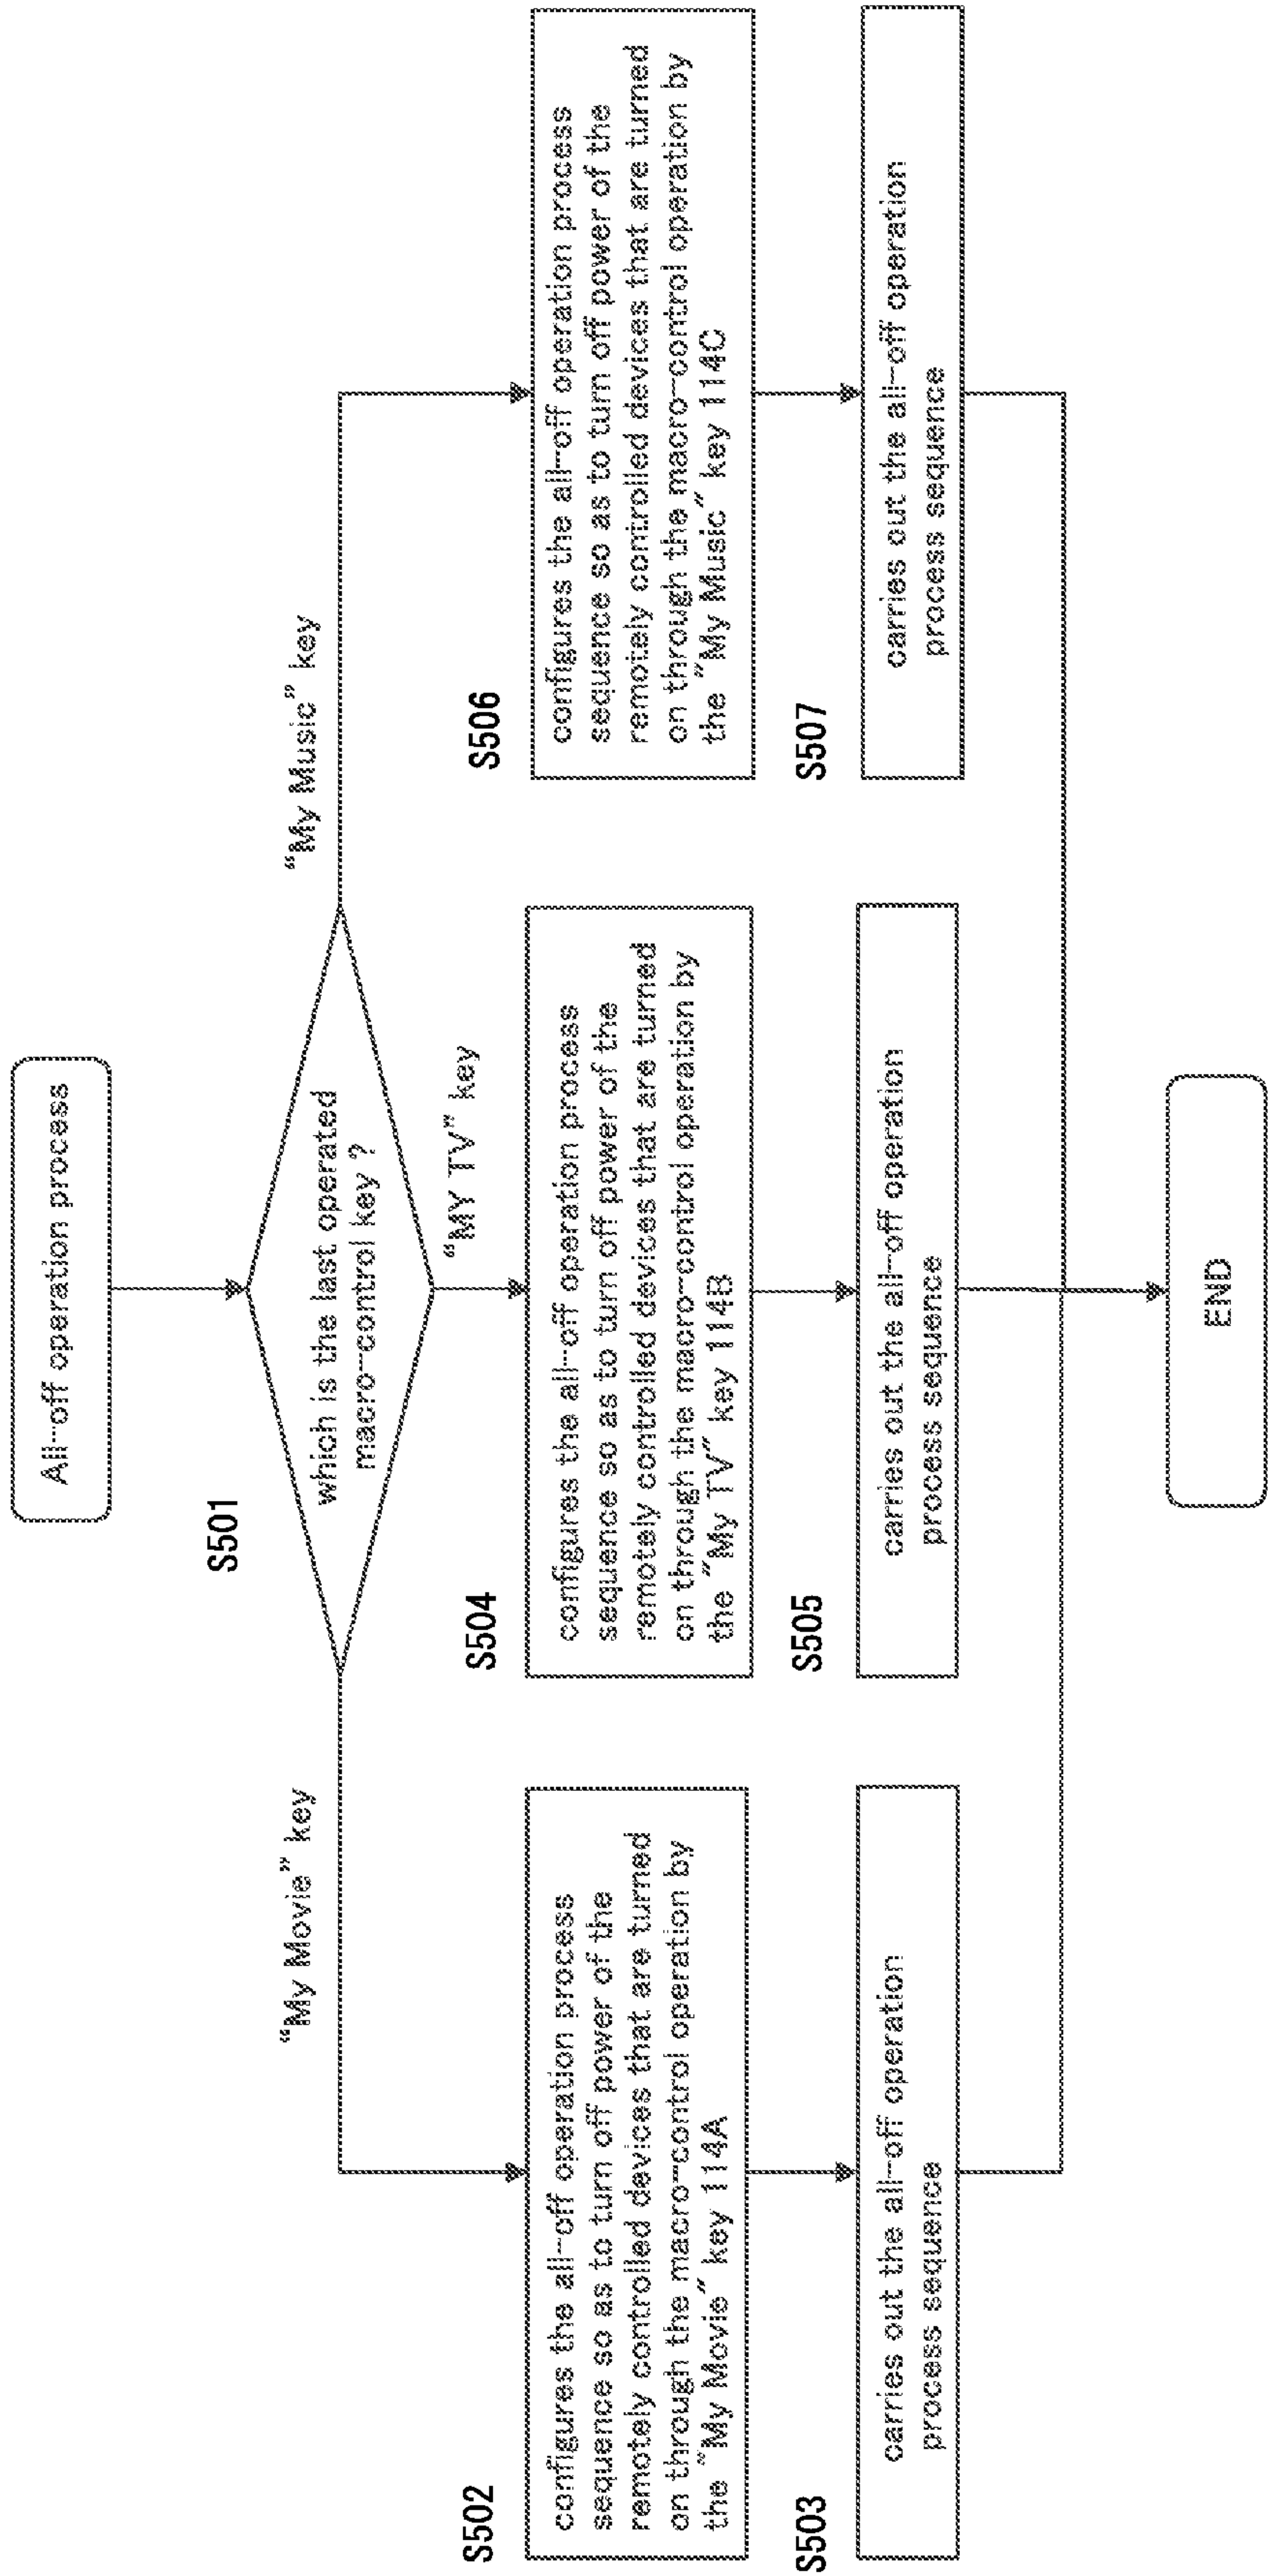 All-off operation process
S501
which is the last operated
macro-control key ?
"My Movie" key
"MY TV" key
"My Music" key
S502
configures the all-off operation process
sequence so as to turn off power of the
remotely controlled devices that are turned
on through the macro-control operation by
the "My Movie" key 114A
S503
carries out the all-off operation
process sequence
S504
configures the all-off operation process
sequence so as to turn off power of the
remotely controlled devices that are turned
on through the macro-control operation by
the "My TV" key 114B
S505
carries out the all-off operation
process sequence
S506
configures the all-off operation process
sequence so as to turn off power of the
remotely controlled devices that are turned
on through the macro-control operation by
the "My Music" key 114C
S507
carries out the all-off operation
process sequence
END